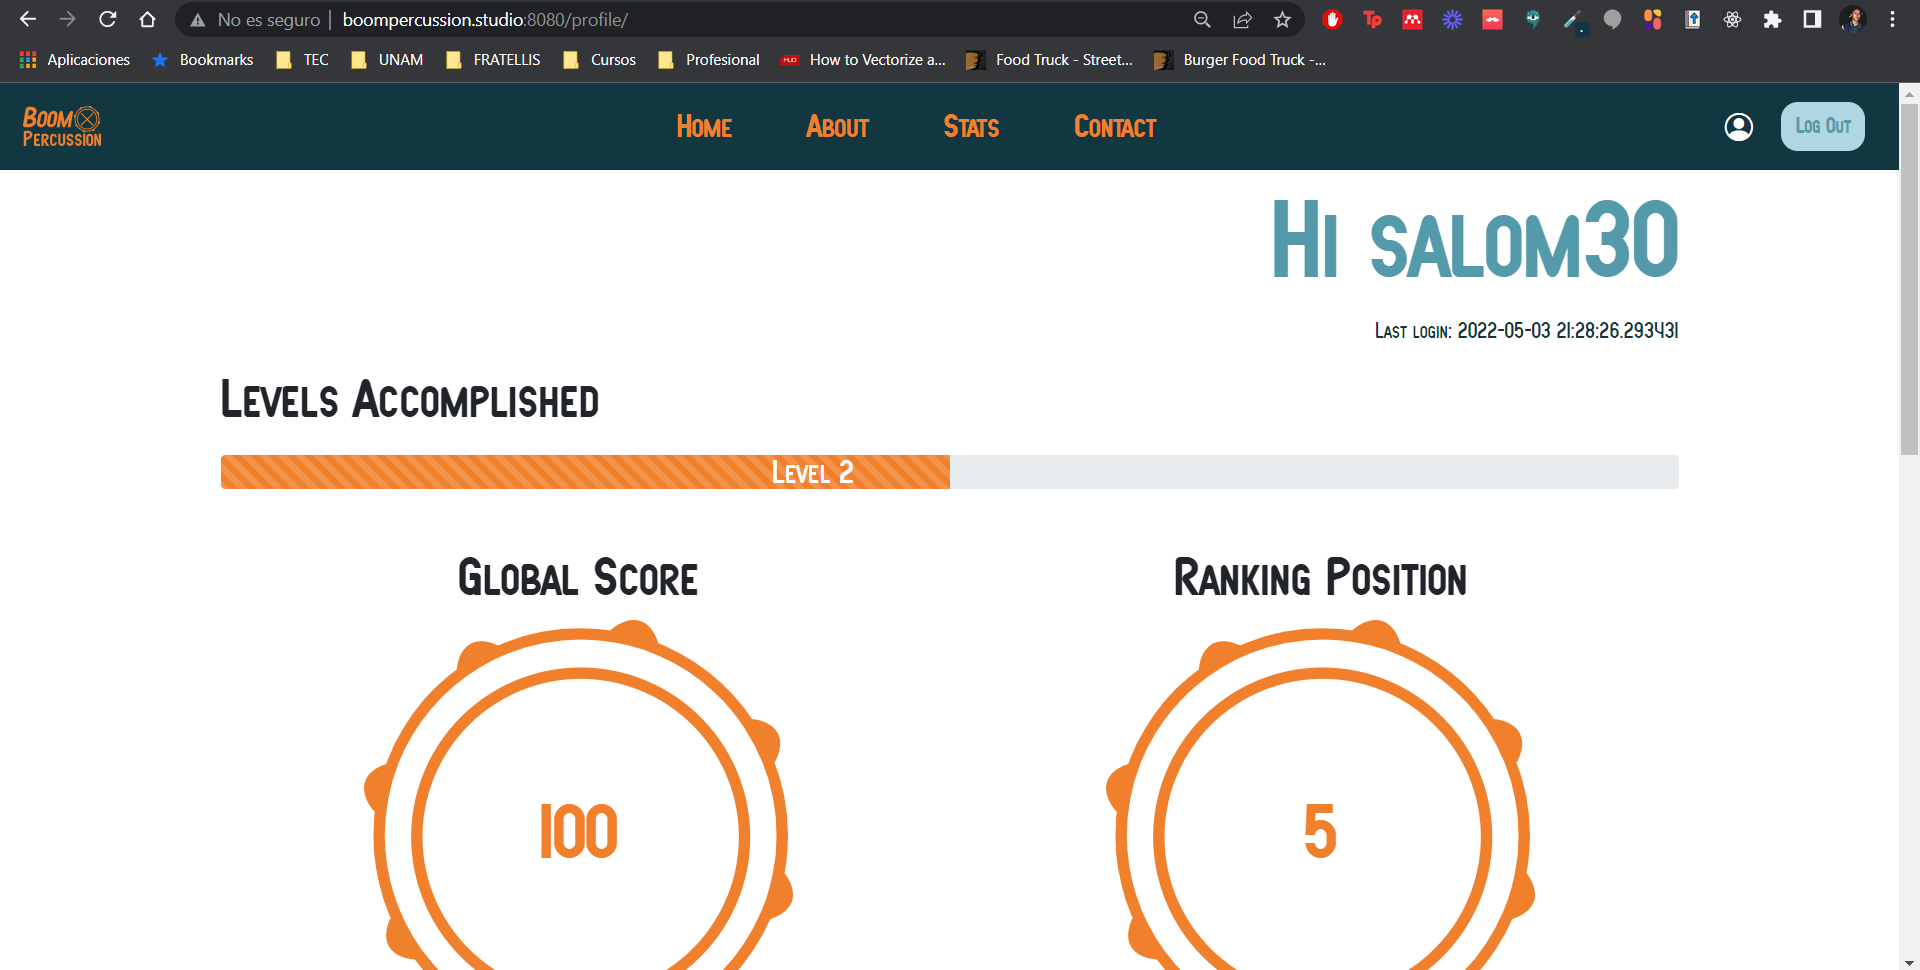 No es seguro | boompercussion.studio:8080/profile/
Tp
Aplicaciones Bookmarks TEC UNAM FRATELLIS Cursos Profesional How to Vectorize a... Food Truck - Street... Burger Food Truck -...
Boom
Percussion
Home About Stats Contact Log Out
Hi salom30
Last login: 2022-05-03 21:28:26.293431
Levels Accomplished
Level 2
Global Score Ranking Position
100 5